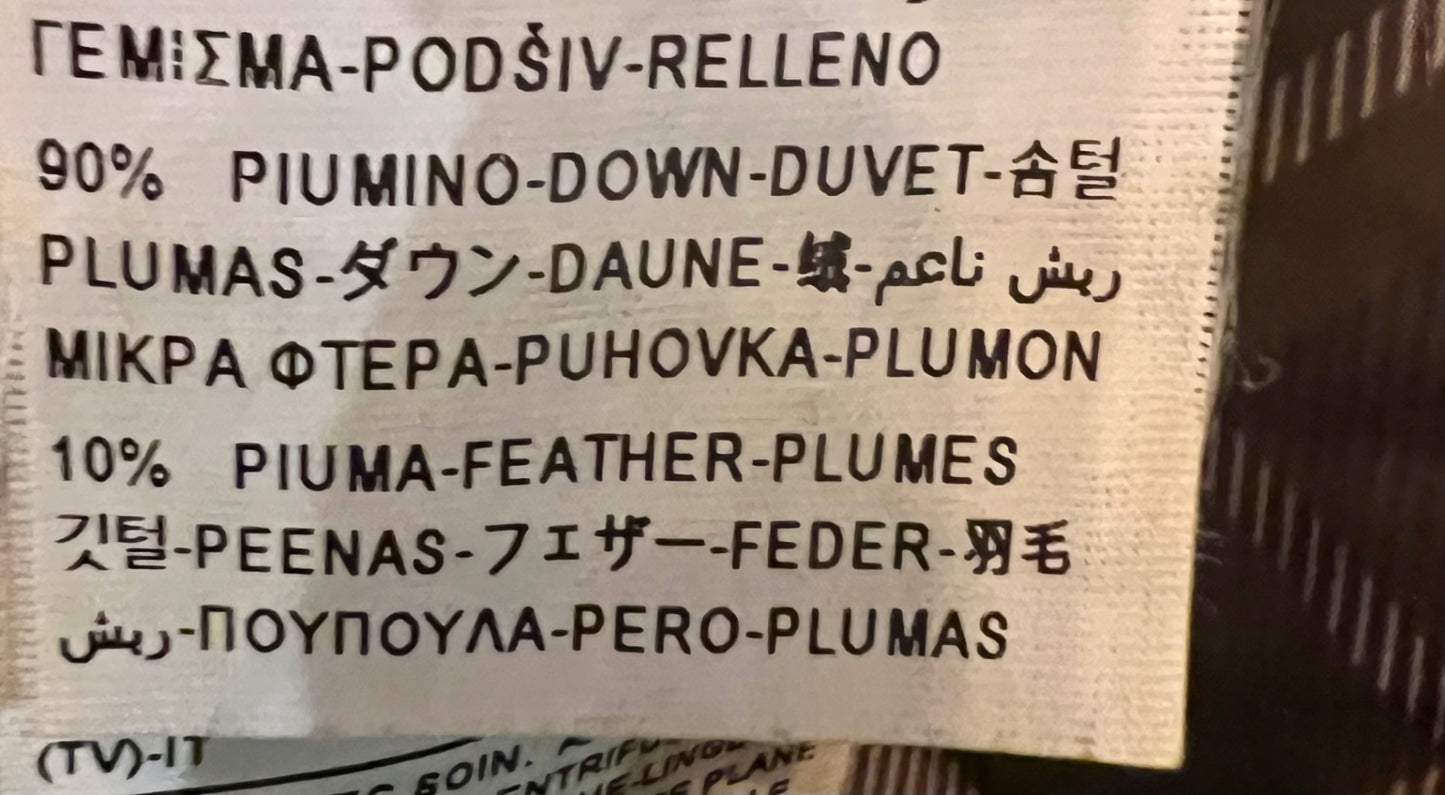 ΓΕΜΙΣΜΑ-PODŠIV-RELLENO
90% PIUMINO-DOWN-DUVET-솜털
PLUMAS-ダウン-DAUNE-绒-ريش ناعم
ΜΙΚΡΑ ΦΤΕΡΑ-PUHOVKA-PLUMON
10% PIUMA-FEATHER-PLUMES
깃털-PEENAS-フェザー-FEDER-羽毛
ريش-ΠΟΥΠΟΥΛΑ-PERO-PLUMAS
(TV)-IT
SOIN.
PLANE